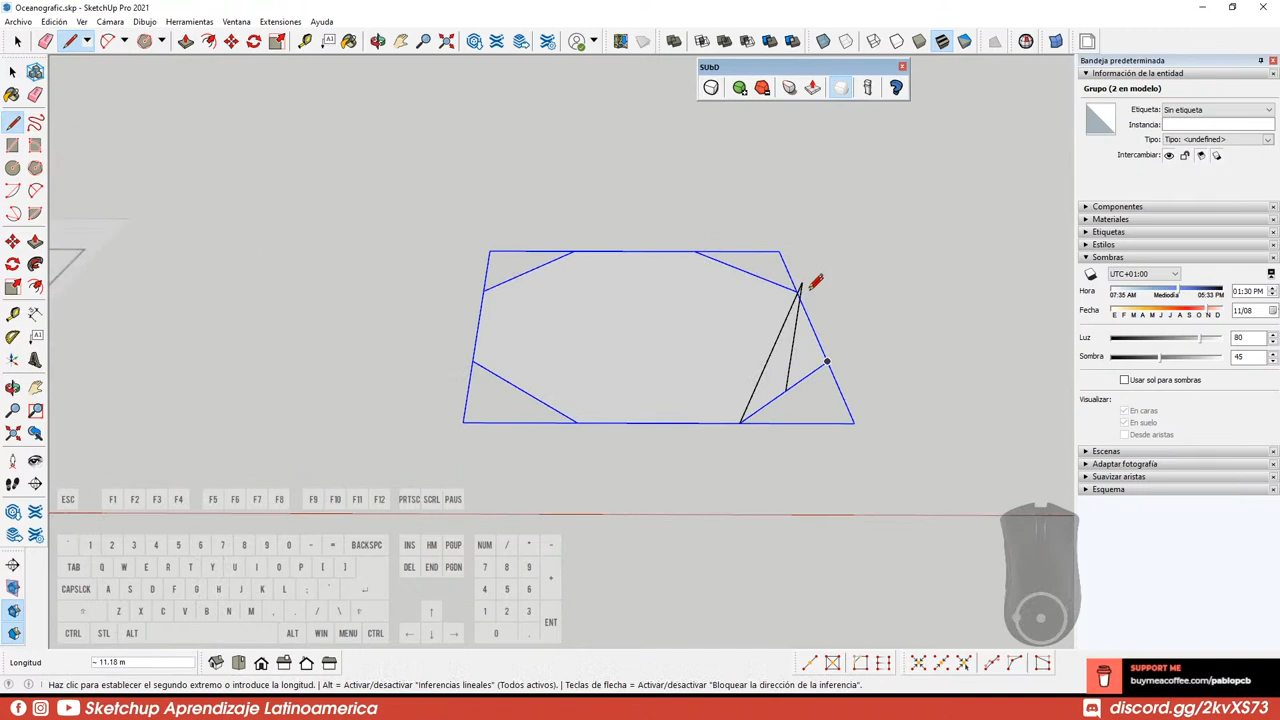 Oceanografic.skp - SketchUp Pro 2021
Archivo Edición Ver Cámara Dibujo Herramientas Ventana Extensiones Ayuda
SUbD
Bandeja predeterminada
Información de la entidad
Grupo (2 en modelo)
Etiqueta: Sin etiqueta
Instancia:
Tipo: Tipo: <undefined>
Intercambiar:
Componentes
Materiales
Etiquetas
Estilos
Sombras
UTC+01:00
Hora 01:30 PM
07:35 AM Mediodía 05:33 PM
Fecha E F M A M J J A S O N D 11/08
Luz 80
Sombra 45
Usar sol para sombras
Visualizar:
En caras
En suelo
Desde aristas
Escenas
Adaptar fotografía
Suavizar aristas
Esquema
ESC F1 F2 F3 F4 F5 F6 F7 F8 F9 F10 F11 F12 PRTSC SCRL PAUS
` 1 2 3 4 5 6 7 8 9 0 - = BACKSPC INS HM PGUP NUM / * -
TAB Q W E R T Y U I O P [ ] DEL END PGDN 7 8 9 +
CAPSLCK A S D F G H J K L ; ' 4 5 6
Z X C V B N M , . / \ 1 2 3 ENT
CTRL STL ALT ALT WIN MENU CTRL 0 .
Longitud ~ 11.18 m
Haz clic para establecer el segundo extremo o introduce la longitud. | Alt = Activar/desactivar "Inferencias lineales" (Todos activos). | Teclas de flecha = Activar/desactivar "Bloquear la dirección de la inferencia".
SUPPORT ME
buymeacoffee.com/pablopcb
Sketchup Aprendizaje Latinoamerica
discord.gg/2kvXS73